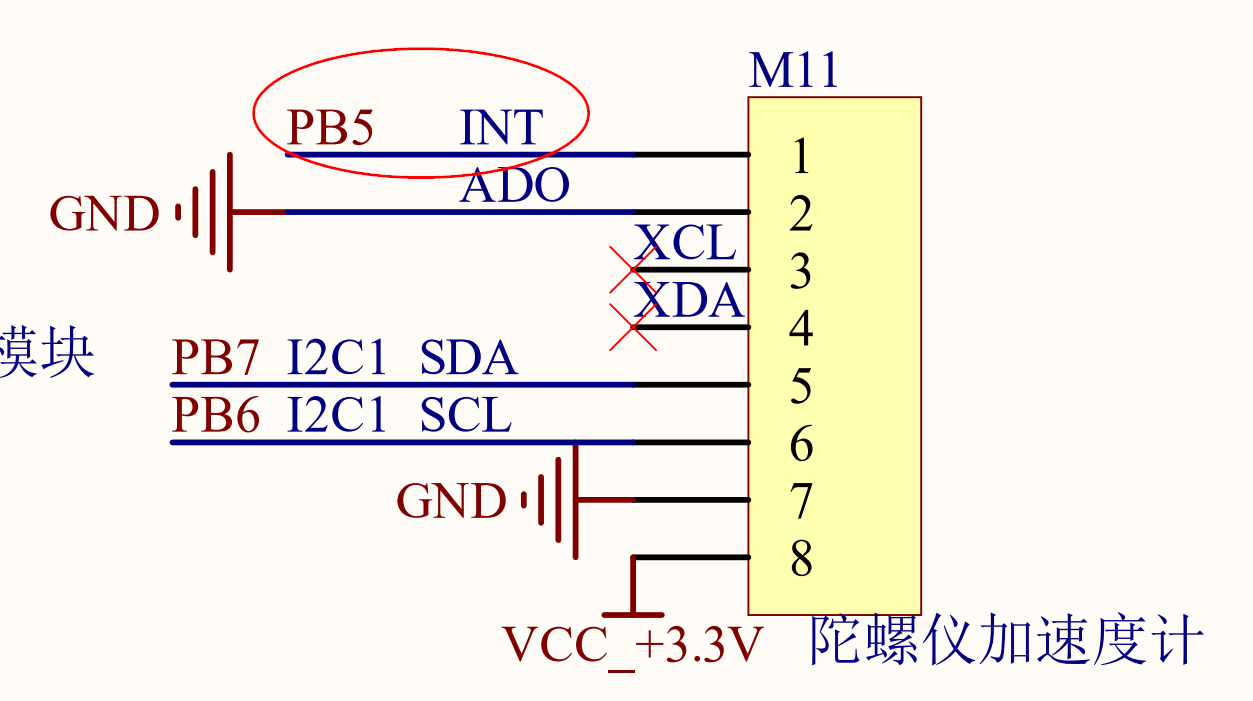 M11
PB5 INT 1
ADO
GND 2
XCL
3
XDA
4
模块 PB7 I2C1 SDA 5
PB6 I2C1 SCL 6
GND 7
8
VCC_+3.3V 陀螺仪加速度计